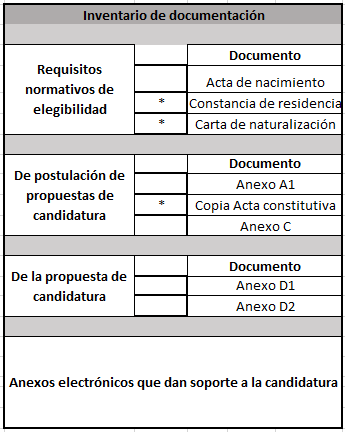 Inventario de documentación
Requisitos
normativos de
elegibilidad
Documento
Acta de nacimiento
* Constancia de residencia
* Carta de naturalización
De postulación de
propuestas de
candidatura
Documento
Anexo A1
* Copia Acta constitutiva
Anexo C
De la propuesta de
candidatura
Documento
Anexo D1
Anexo D2
Anexos electrónicos que dan soporte a la candidatura